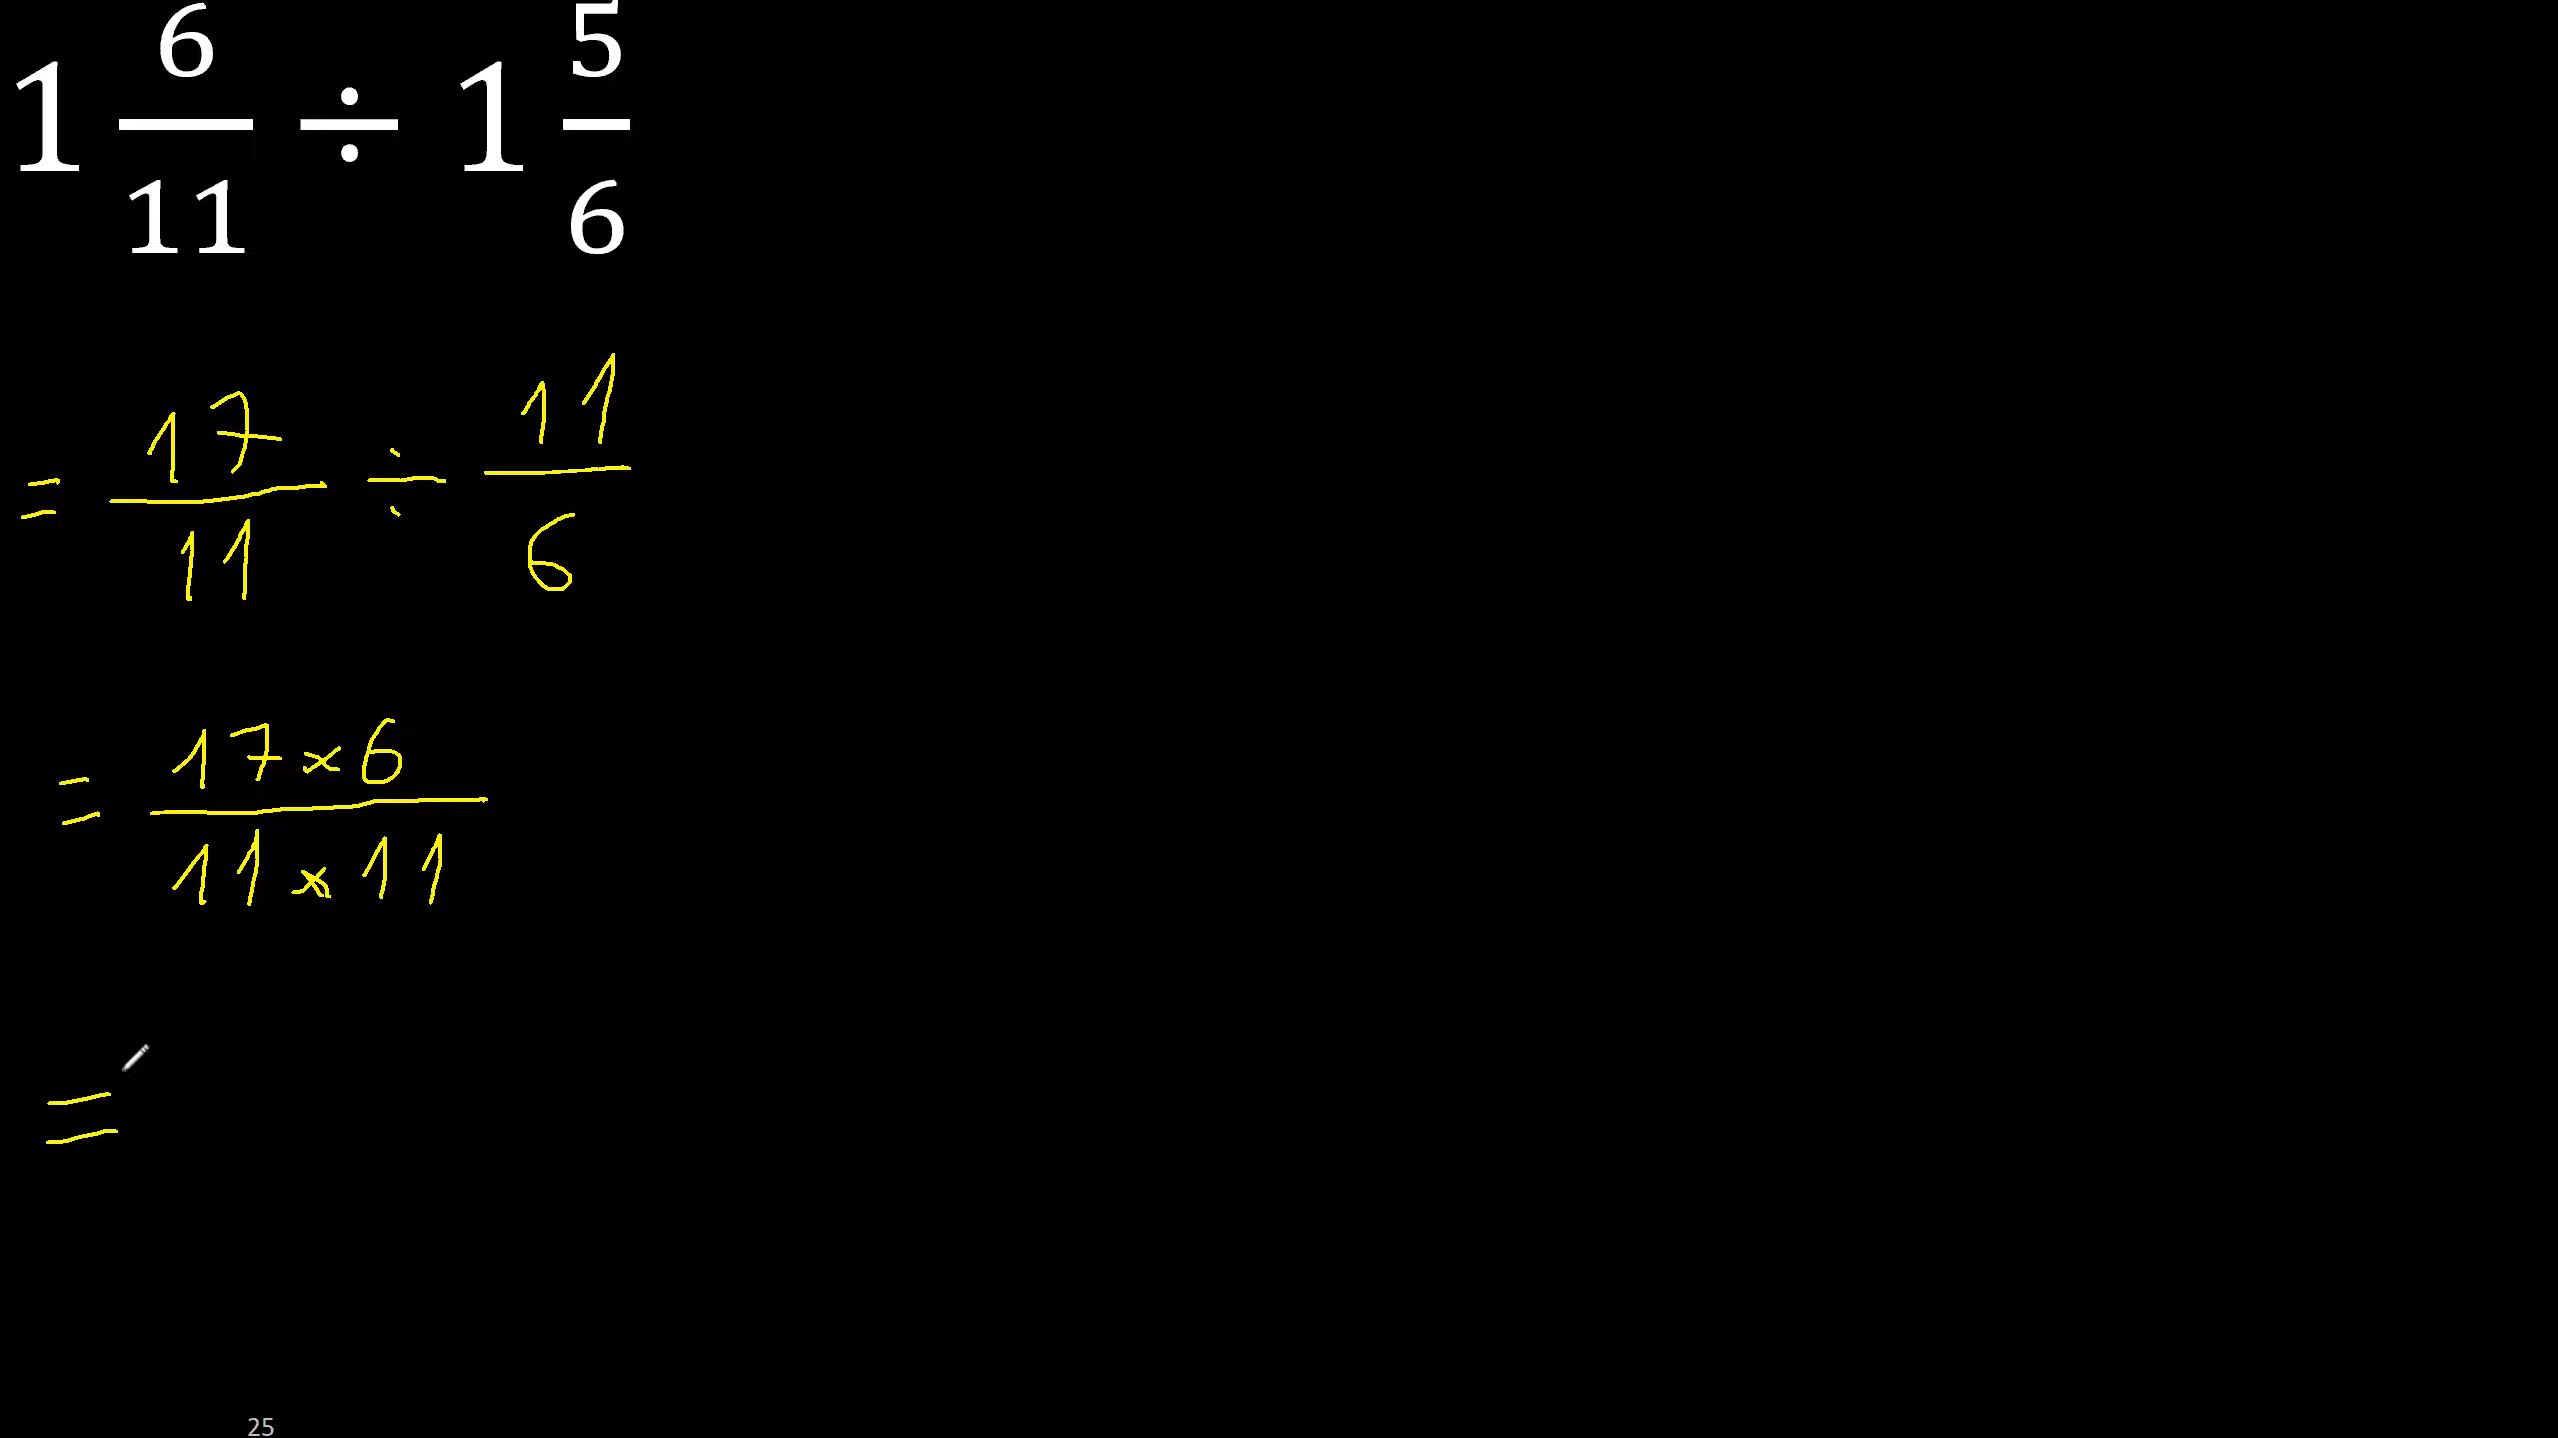 1 6/11 ÷ 1 5/6
= 17/11 ÷ 11/6
= 17×6/11×11
=
25